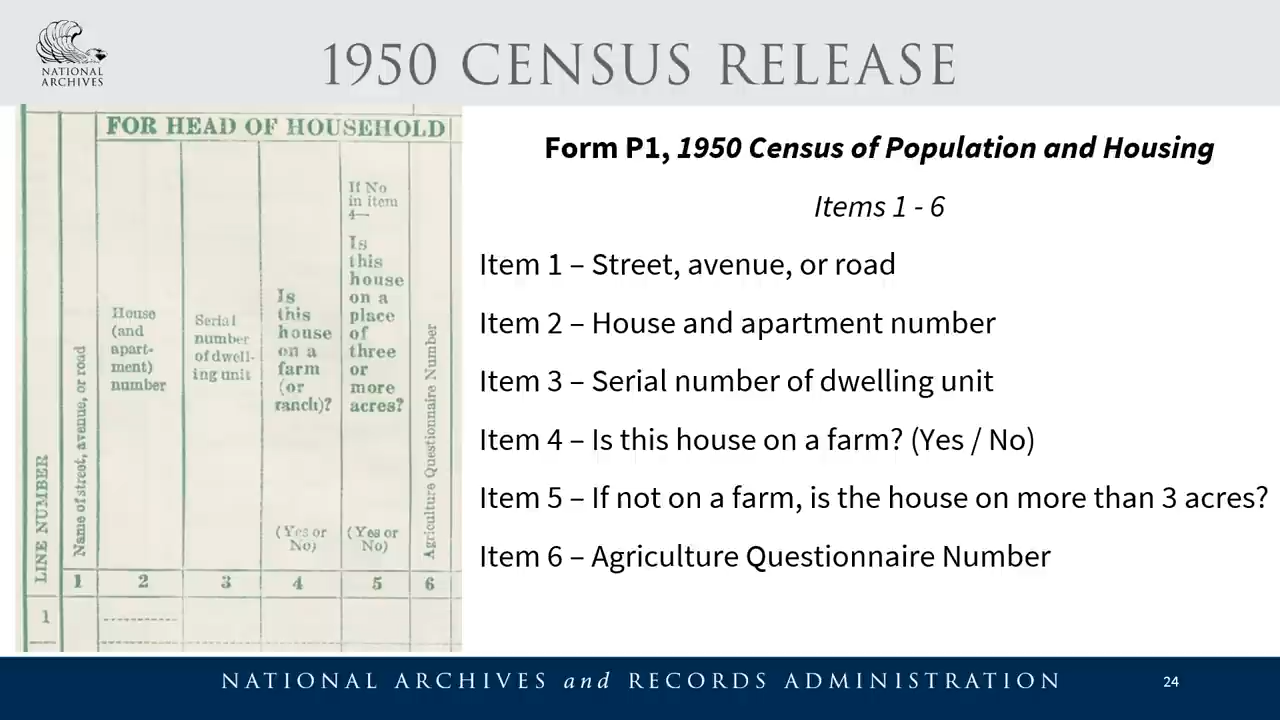 NATIONAL
ARCHIVES
1950 CENSUS RELEASE
FOR HEAD OF HOUSEHOLD
LINE NUMBER
Name of street, avenue, or road
House
(and
apart-
ment)
number
Serial
number
of dwell-
ing unit
Is
this
house
on a
farm
(or
ranch)?
(Yes or
No)
If No
in item
4—
Is
this
house
on a
place
of
three
or
more
acres?
(Yes or
No)
Agriculture Questionnaire Number
1 2 3 4 5 6
1
Form P1, 1950 Census of Population and Housing
Items 1 - 6
Item 1 – Street, avenue, or road
Item 2 – House and apartment number
Item 3 – Serial number of dwelling unit
Item 4 – Is this house on a farm? (Yes / No)
Item 5 – If not on a farm, is the house on more than 3 acres?
Item 6 – Agriculture Questionnaire Number
NATIONAL ARCHIVES and RECORDS ADMINISTRATION
24